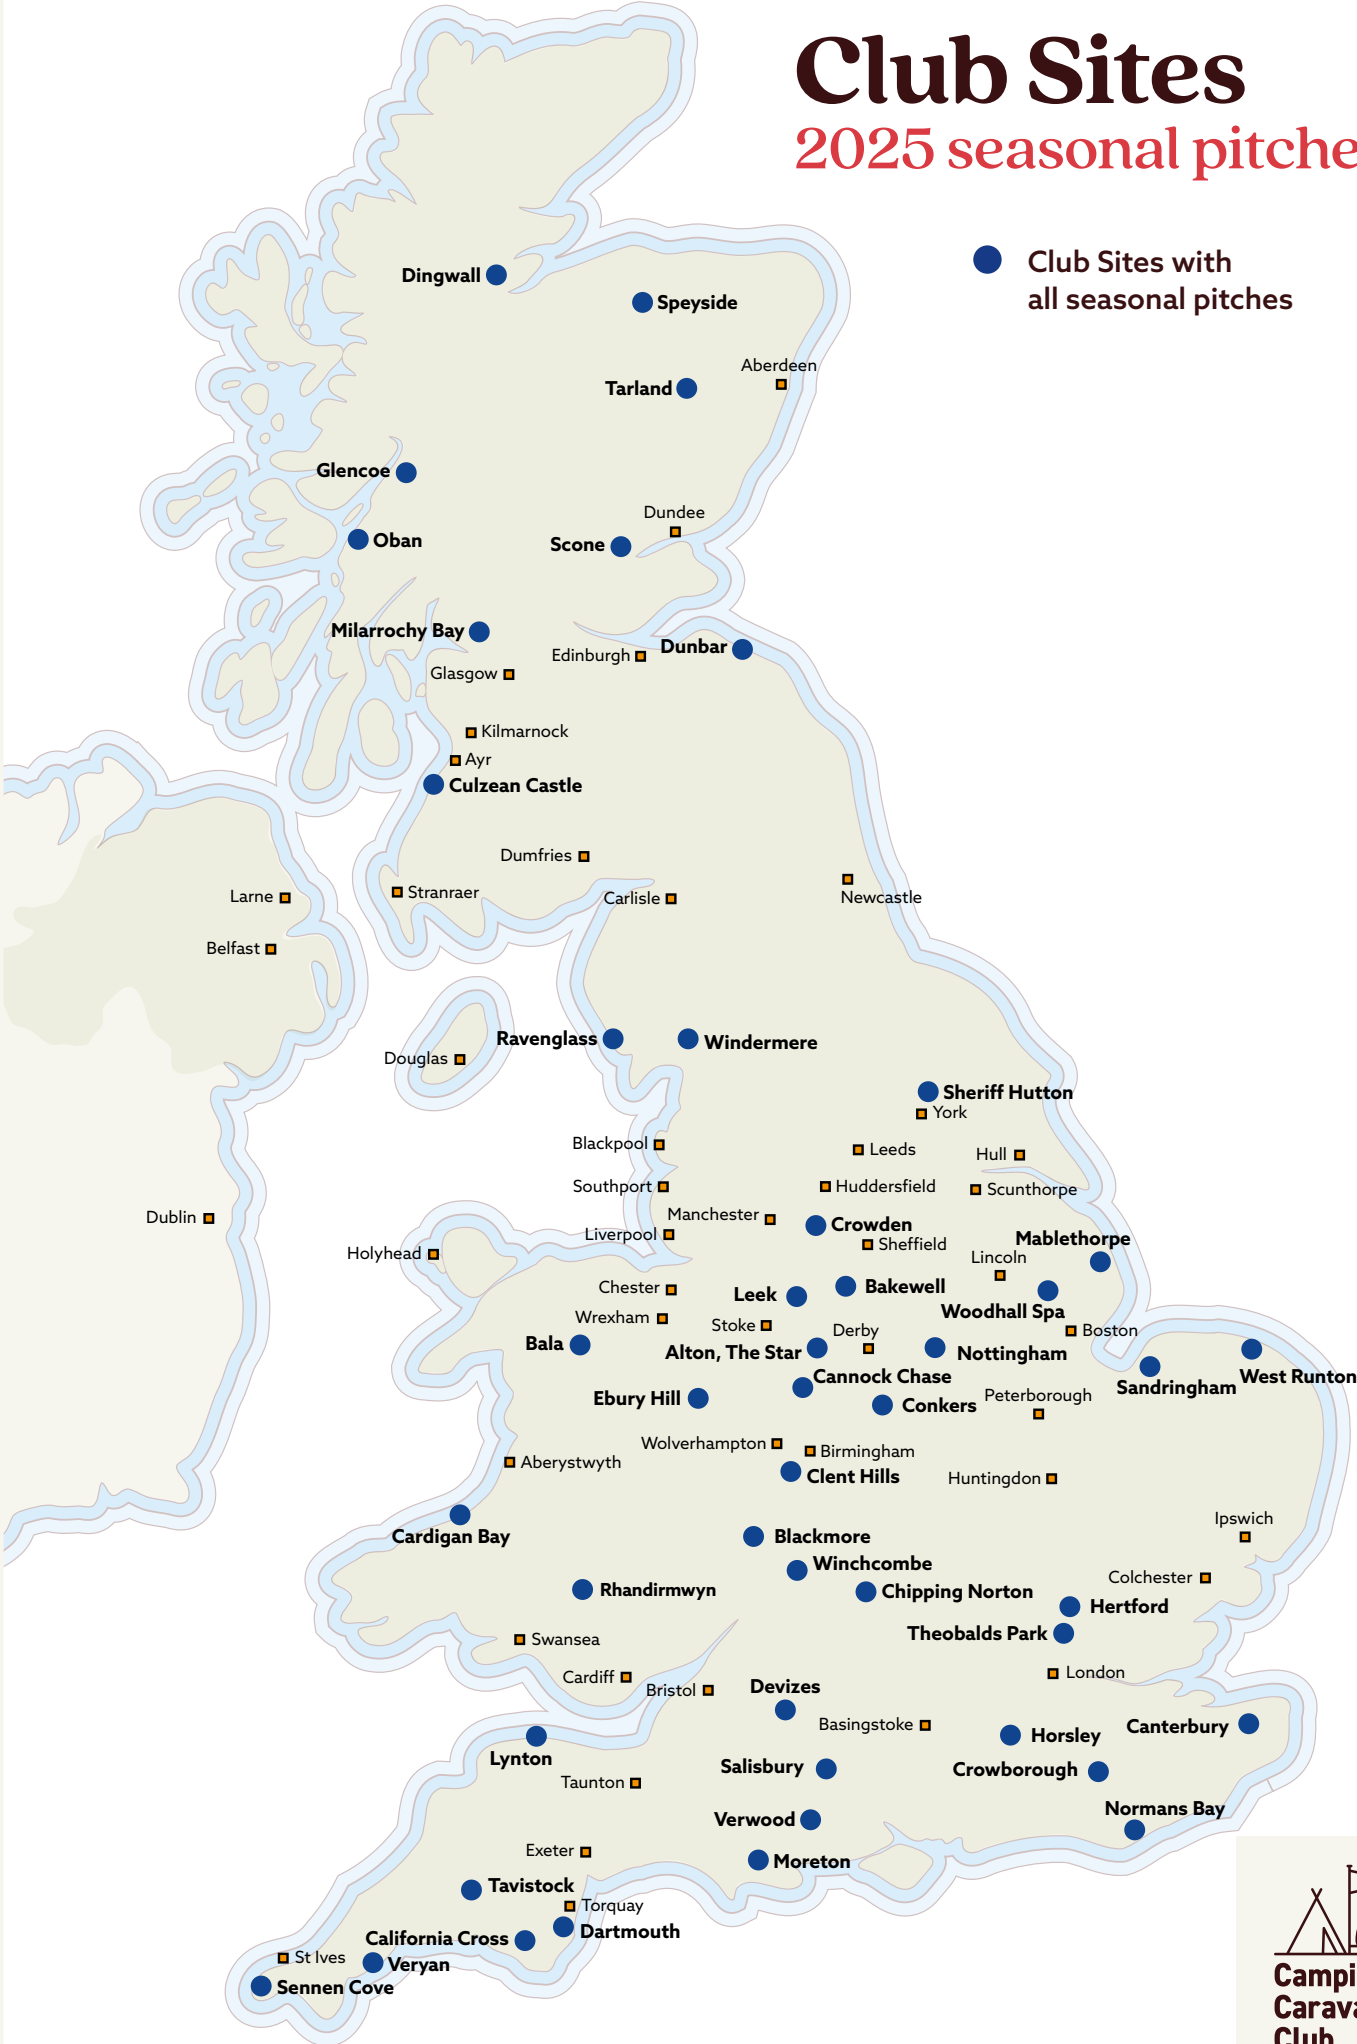 Club Sites
2025 seasonal pitche
Club Sites with
all seasonal pitches
Dingwall
Speyside
Aberdeen
Tarland
Glencoe
Dundee
Oban
Scone
Milarrochy Bay
Dunbar
Edinburgh
Glasgow
Kilmarnock
Ayr
Culzean Castle
Dumfries
Stranraer
Larne
Carlisle
Newcastle
Belfast
Ravenglass
Windermere
Douglas
Sheriff Hutton
York
Blackpool
Leeds
Hull
Southport
Huddersfield
Scunthorpe
Dublin
Manchester
Crowden
Liverpool
Mablethorpe
Sheffield
Holyhead
Lincoln
Chester
Leek
Bakewell
Woodhall Spa
Wrexham
Stoke
Derby
Boston
Bala
Alton, The Star
Nottingham
Cannock Chase
West Runton
Sandringham
Ebury Hill
Conkers
Peterborough
Wolverhampton
Birmingham
Aberystwyth
Clent Hills
Huntingdon
Ipswich
Cardigan Bay
Blackmore
Winchcombe
Colchester
Rhandirmwyn
Chipping Norton
Hertford
Theobalds Park
Swansea
London
Cardiff
Bristol
Devizes
Basingstoke
Canterbury
Horsley
Lynton
Salisbury
Crowborough
Taunton
Normans Bay
Verwood
Exeter
Moreton
Tavistock
Torquay
Dartmouth
California Cross
St Ives
Veryan
Sennen Cove
Campi
Carava
Club